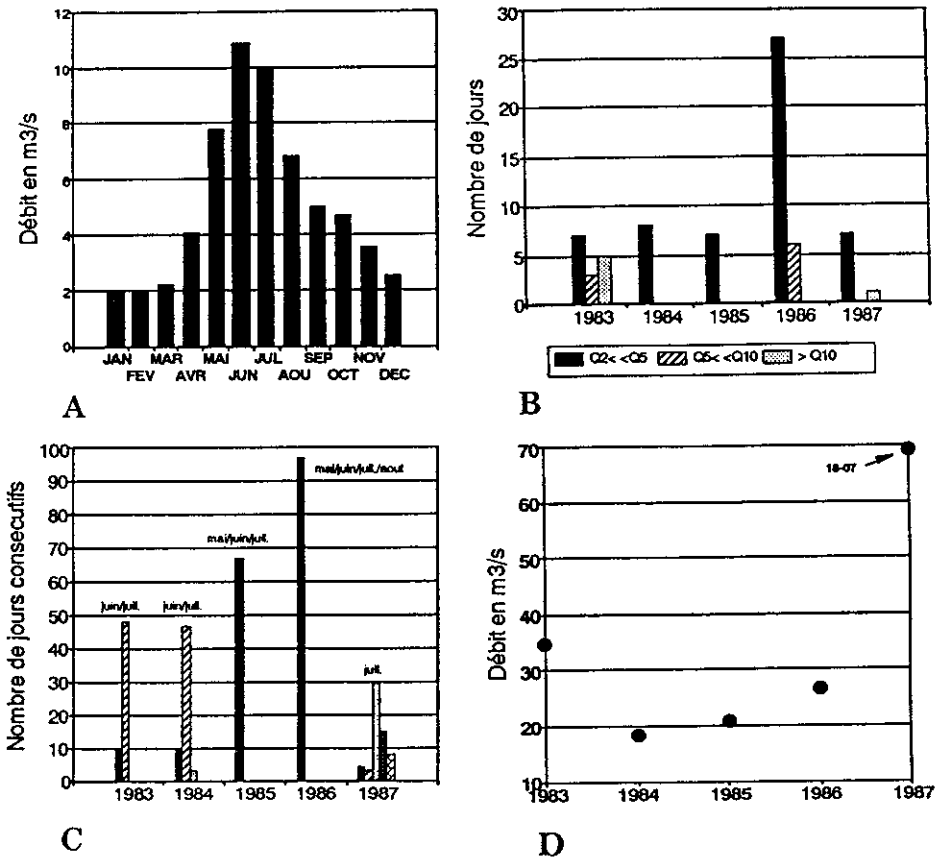 12
10
8
6
4
2
0
Débit en m3/s
JAN MAR MAI JUL SEP NOV
FEV AVR JUN AOU OCT DEC
A
30
25
20
15
10
5
0
Nombre de jours
1983 1984 1985 1986 1987
Q2< <Q5 Q5< <Q10 > Q10
B
100
90
80
70
60
50
40
30
20
10
0
Nombre de jours consecutifs
juin/juil. juin/juil. mai/juin/juil. mai/juin/juil./aout juil.
1983 1984 1985 1986 1987
C
70
60
50
40
30
20
10
Débit en m3/s
18-07
1983 1984 1985 1986 1987
D